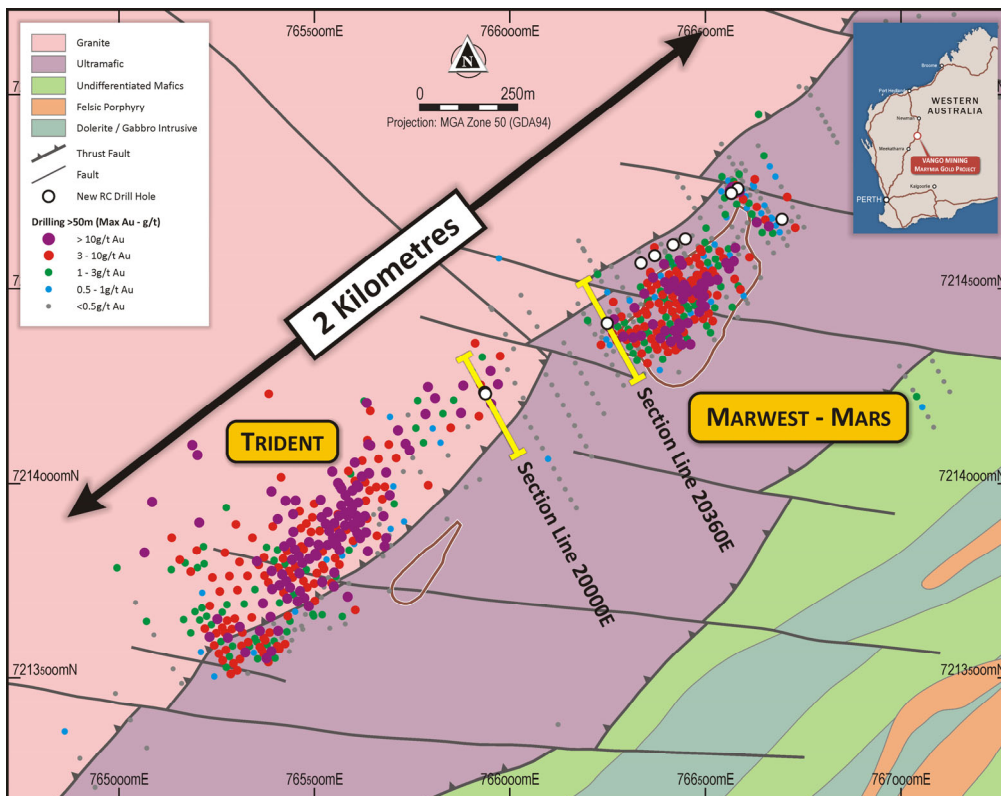 765500mE
766000mE
766500mE
Granite
Ultramafic
Undifferentiated Mafics
Felsic Porphyry
Dolerite / Gabbro Intrusive
Thrust Fault
Fault
New RC Drill Hole
Drilling >50m (Max Au - g/t)
> 10g/t Au
3 - 10g/t Au
1 - 3g/t Au
0.5 - 1g/t Au
<0.5g/t Au
N
0 250m
Projection: MGA Zone 50 (GDA94)
Broome
Port Hedland
WESTERN
AUSTRALIA
Newman
Meekatharra
VANGO MINING
MARYMIA GOLD PROJECT
Kalgoorlie
PERTH
2 Kilometres
7214500mN
TRIDENT
MARWEST - MARS
Section Line 20360E
Section Line 20000E
7214000mN
7214000mN
7213500mN
7213500mN
765000mE
765500mE
766000mE
766500mE
767000mE